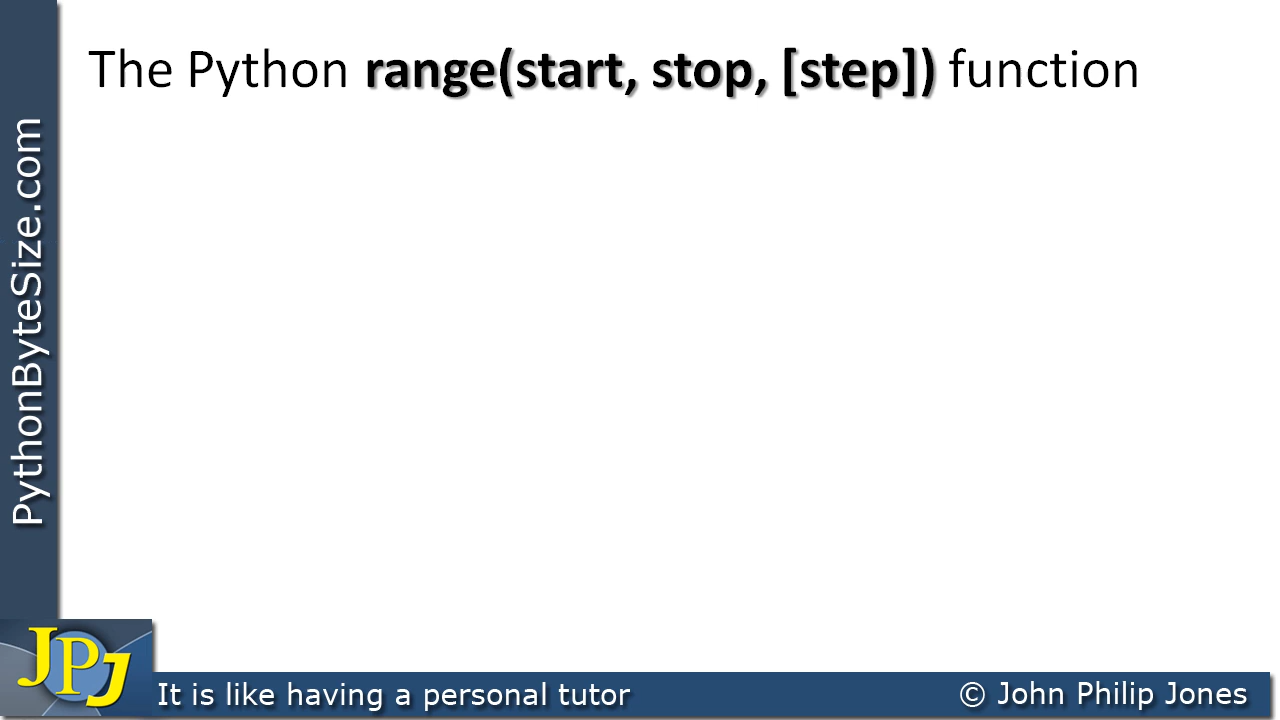 The Python range(start, stop, [step]) function
PythonByteSize.com
JPJ
It is like having a personal tutor
© John Philip Jones